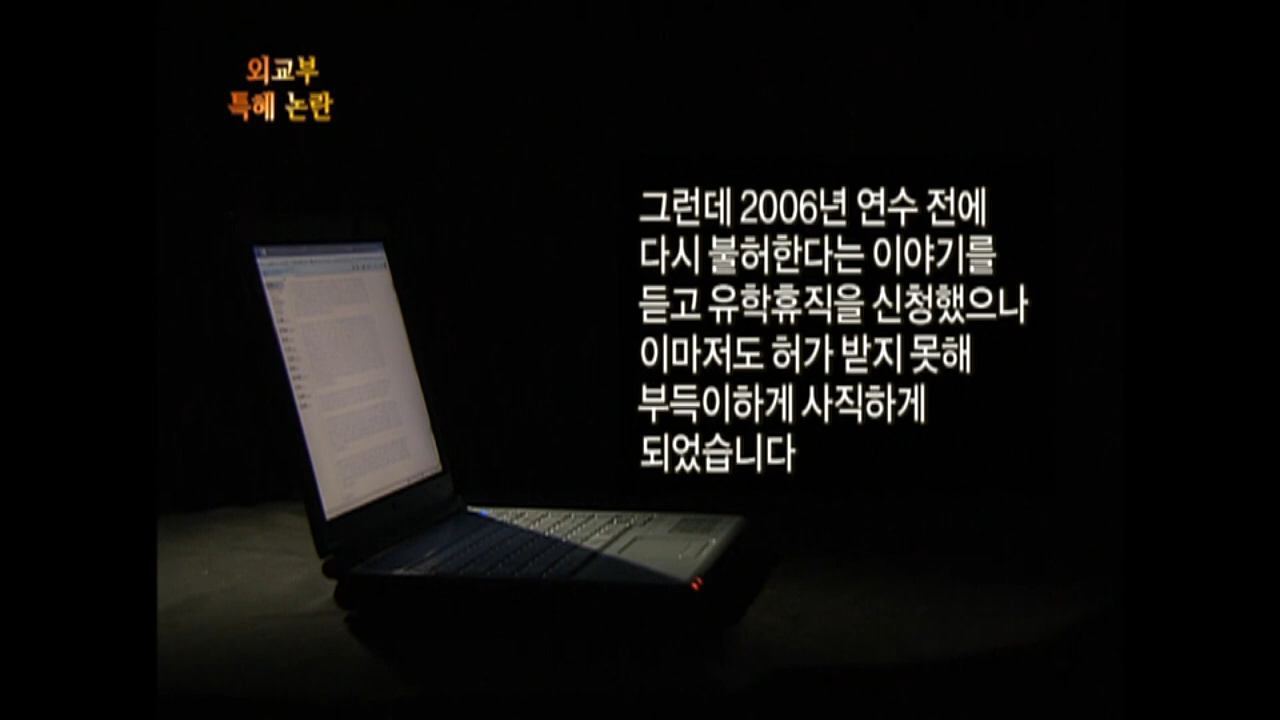 외교부
특혜 논란
그런데 2006년 연수 전에
다시 불허한다는 이야기를
듣고 유학휴직을 신청했으나
이마저도 허가 받지 못해
부득이하게 사직하게
되었습니다